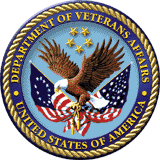 DEPARTMENT OF VETERANS AFFAIRS
UNITED STATES OF AMERICA